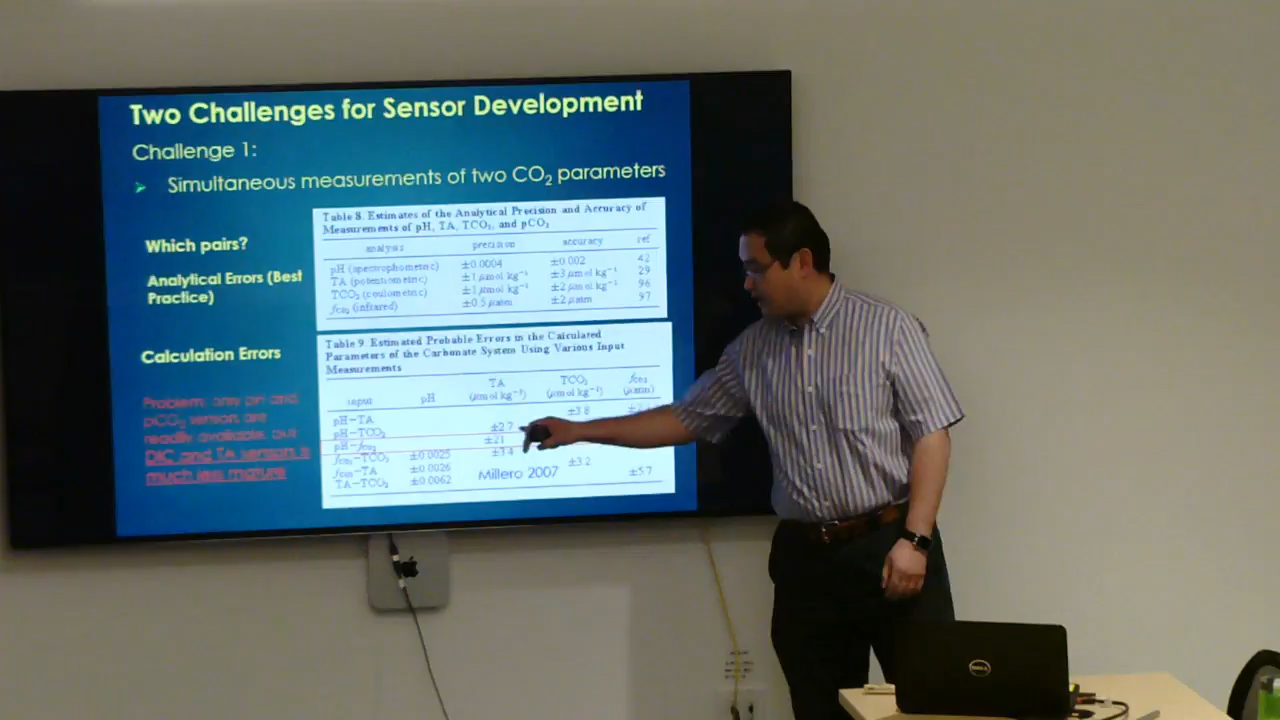 Two Challenges for Sensor Development
Challenge 1:
Simultaneous measurements of two CO₂ parameters
Which pairs?
Analytical Errors (Best
Practice)
Table 8. Estimates of the Analytical Precision and Accuracy of
Measurements of pH, TA, TCO₂, and pCO₂
analysis precision accuracy ref
pH (spectrophometric) ±0.0004 ±0.002 42
TA (potentiometric) ±1 μmol kg⁻¹ ±3 μmol kg⁻¹ 29
TCO₂ (coulometric) ±1 μmol kg⁻¹ ±2 μmol kg⁻¹ 96
fCO₂ (infrared) ±0.5 μatm ±2 μatm 97
Calculation Errors
Problem: only pH and
pCO₂ sensors are
readily available, but
DIC and TA sensors is
much less mature
Table 9. Estimated Probable Errors in the Calculated
Parameters of the Carbonate System Using Various Input
Measurements
input pH TA (μmol kg⁻¹) TCO₂ (μmol kg⁻¹) fCO₂ (μatm)
pH−TA ±3.8
pH−TCO₂ ±2.7
pH−fCO₂ ±21
fCO₂−TCO₂ ±0.0025 ±3.4
fCO₂−TA ±0.0026 ±3.2
TA−TCO₂ ±0.0062 ±5.7
Millero 2007
DELL